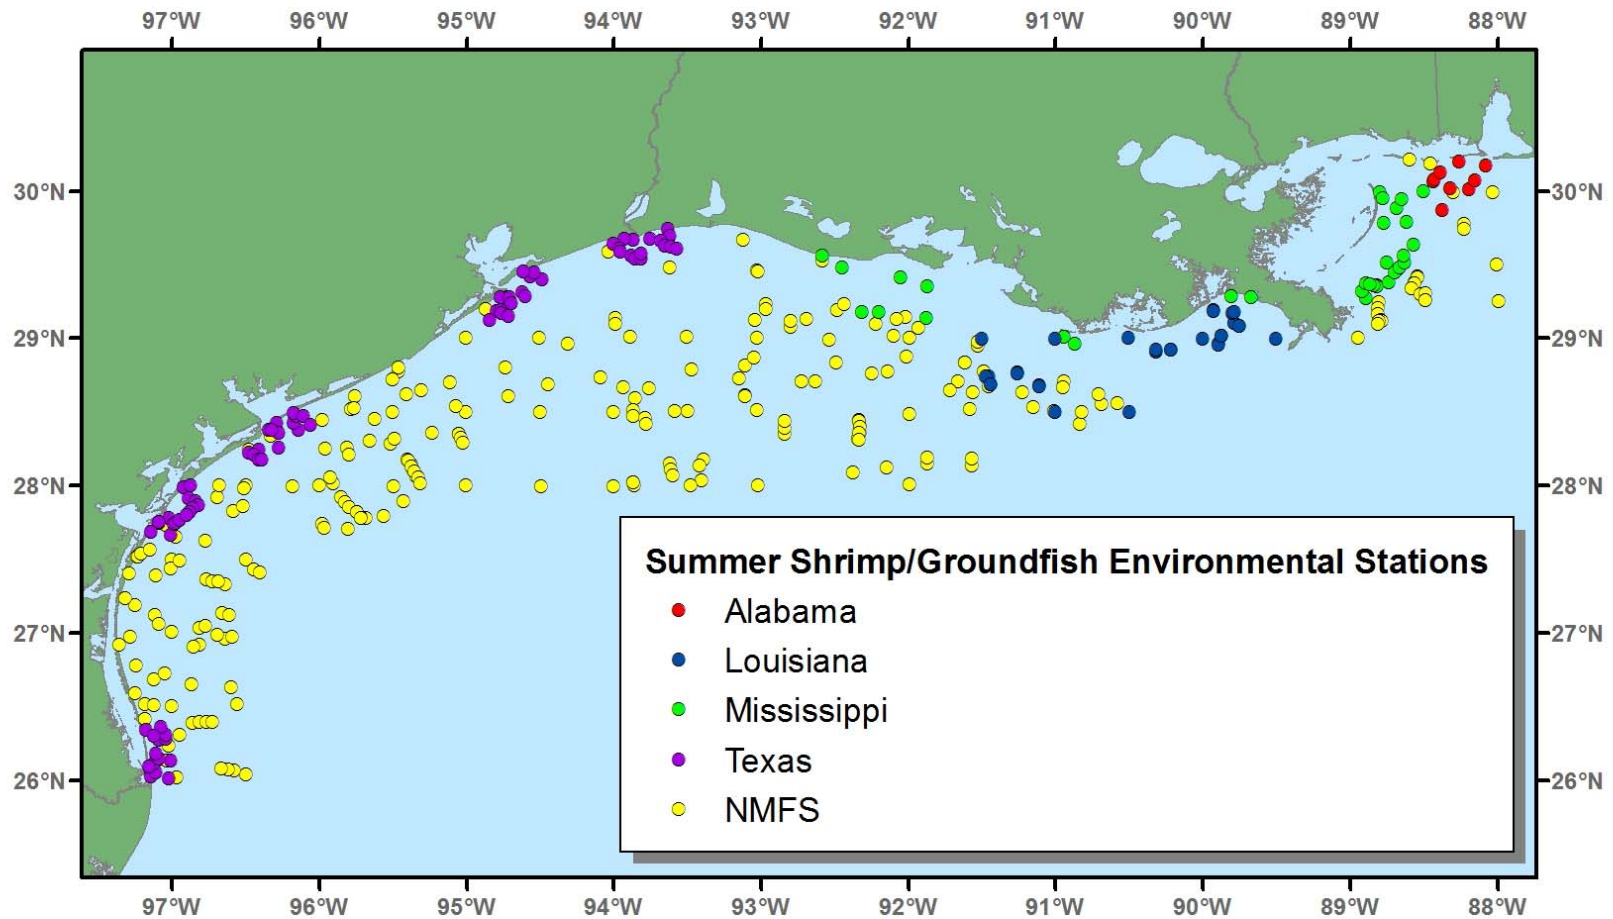 97°W 96°W 95°W 94°W 93°W 92°W 91°W 90°W 89°W 88°W
30°N 30°N
29°N 29°N
28°N 28°N
Summer Shrimp/Groundfish Environmental Stations
Alabama
27°N 27°N
Louisiana
Mississippi
Texas
26°N 26°N
NMFS
97°W 96°W 95°W 94°W 93°W 92°W 91°W 90°W 89°W 88°W